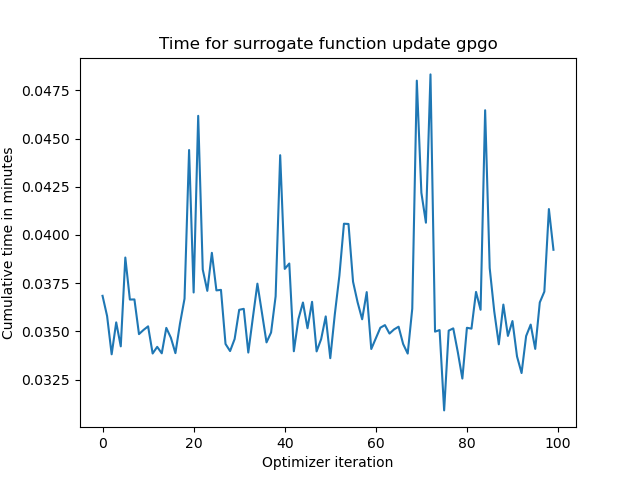 Time for surrogate function update gpgo
Cumulative time in minutes
0.0475
0.0450
0.0425
0.0400
0.0375
0.0350
0.0325
0 20 40 60 80 100
Optimizer iteration